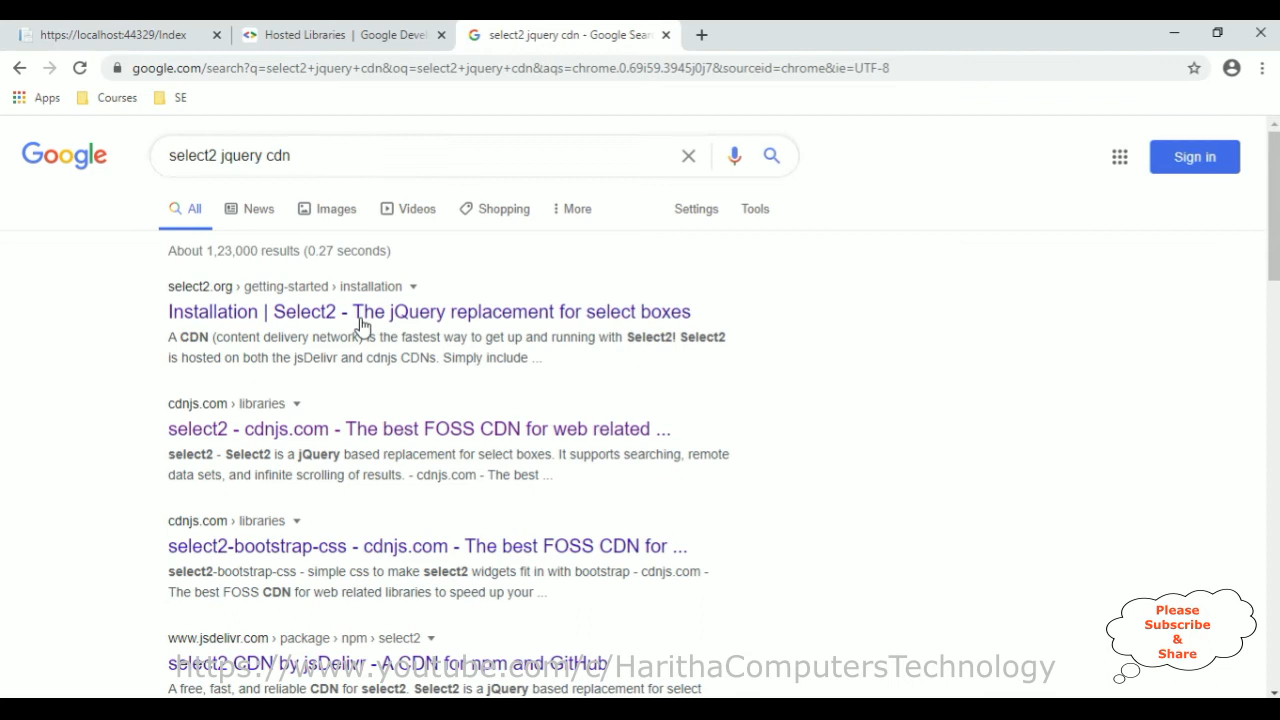 https://localhost:44329/Index
Hosted Libraries | Google Devel
select2 jquery cdn - Google Sear
google.com/search?q=select2+jquery+cdn&oq=select2+jquery+cdn&aqs=chrome.0.69i59.3945j0j7&sourceid=chrome&ie=UTF-8
Apps Courses SE
Google
select2 jquery cdn
Sign in
All News Images Videos Shopping More Settings Tools
About 1,23,000 results (0.27 seconds)
select2.org › getting-started › installation
Installation | Select2 - The jQuery replacement for select boxes
A CDN (content delivery network) is the fastest way to get up and running with Select2! Select2
is hosted on both the jsDelivr and cdnjs CDNs. Simply include ...
cdnjs.com › libraries
select2 - cdnjs.com - The best FOSS CDN for web related ...
select2 - Select2 is a jQuery based replacement for select boxes. It supports searching, remote
data sets, and infinite scrolling of results. - cdnjs.com - The best ...
cdnjs.com › libraries
select2-bootstrap-css - cdnjs.com - The best FOSS CDN for ...
select2-bootstrap-css - simple css to make select2 widgets fit in with bootstrap - cdnjs.com -
The best FOSS CDN for web related libraries to speed up your ...
Please
Subscribe
&
Share
www.jsdelivr.com › package › npm › select2
select2 CDN by jsDelivr - A CDN for npm and GitHub
https://www.youtube.com/c/HarithaComputersTechnology
A free, fast, and reliable CDN for select2. Select2 is a jQuery based replacement for select